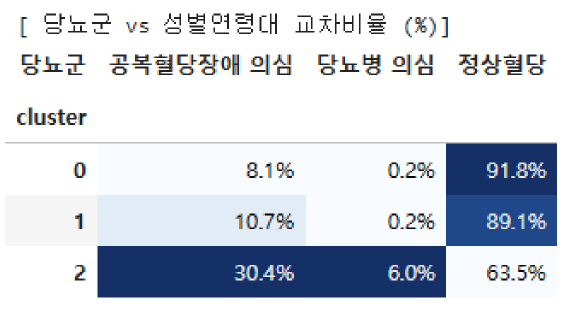 [ 당뇨군 vs 성별연령대 교차비율 (%)]
당뇨군 공복혈당장애 의심 당뇨병 의심 정상혈당
cluster
0 8.1% 0.2% 91.8%
1 10.7% 0.2% 89.1%
2 30.4% 6.0% 63.5%